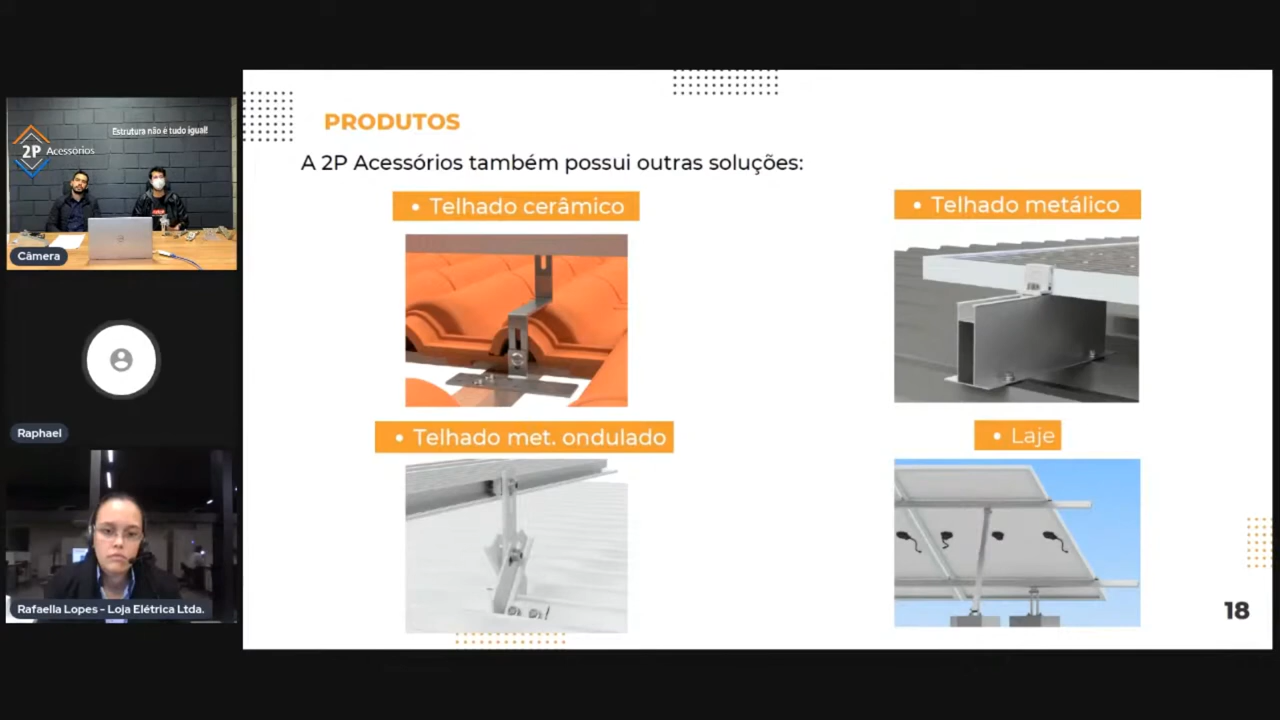 Estrutura não é tudo igual!
2P Acessórios
Câmera
Raphael
Rafaella Lopes - Loja Elétrica Ltda.
PRODUTOS
A 2P Acessórios também possui outras soluções:
• Telhado cerâmico
• Telhado metálico
• Telhado met. ondulado
• Laje
18